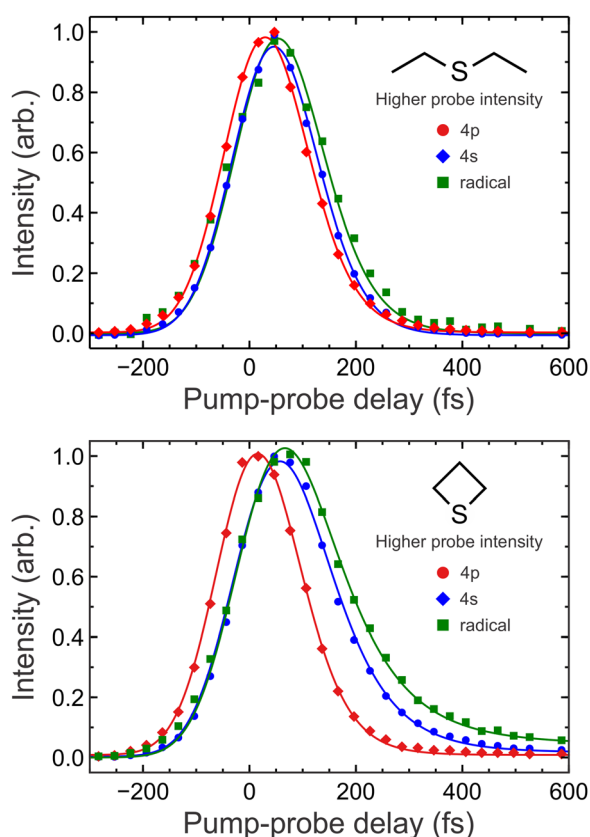 1.0
0.8
0.6
0.4
0.2
0.0
Intensity (arb.)
S
Higher probe intensity
4p
4s
radical
−200 0 200 400 600
Pump-probe delay (fs)
1.0
0.8
0.6
0.4
0.2
0.0
Intensity (arb.)
S
Higher probe intensity
4p
4s
radical
−200 0 200 400 600
Pump-probe delay (fs)